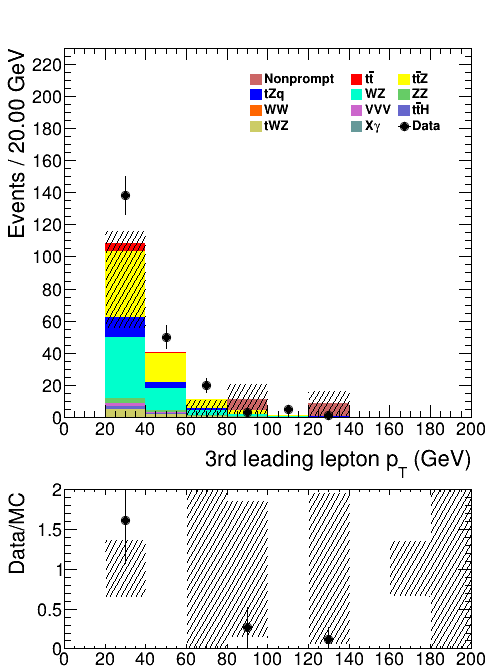 Events / 20.00 GeV
220
200
180
160
140
120
100
80
60
40
20
0
Nonprompt tt̄ tt̄Z
tZq WZ ZZ
WW VVV tt̄H
tWZ Xγ Data
0 20 40 60 80 100 120 140 160 180 200
3rd leading lepton pT (GeV)
Data/MC
2
1.5
1
0.5
0
0 20 40 60 80 100 120 140 160 180 200